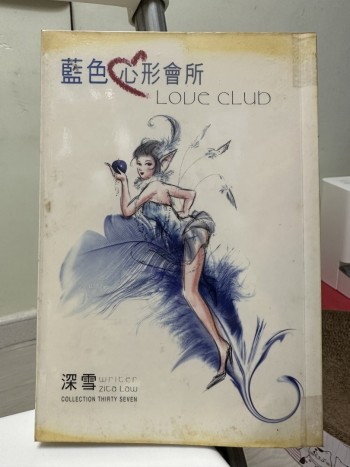 藍色心形會所
LOVE CLUB
深雪 writer
zita Law
COLLECTION THIRTY SEVEN